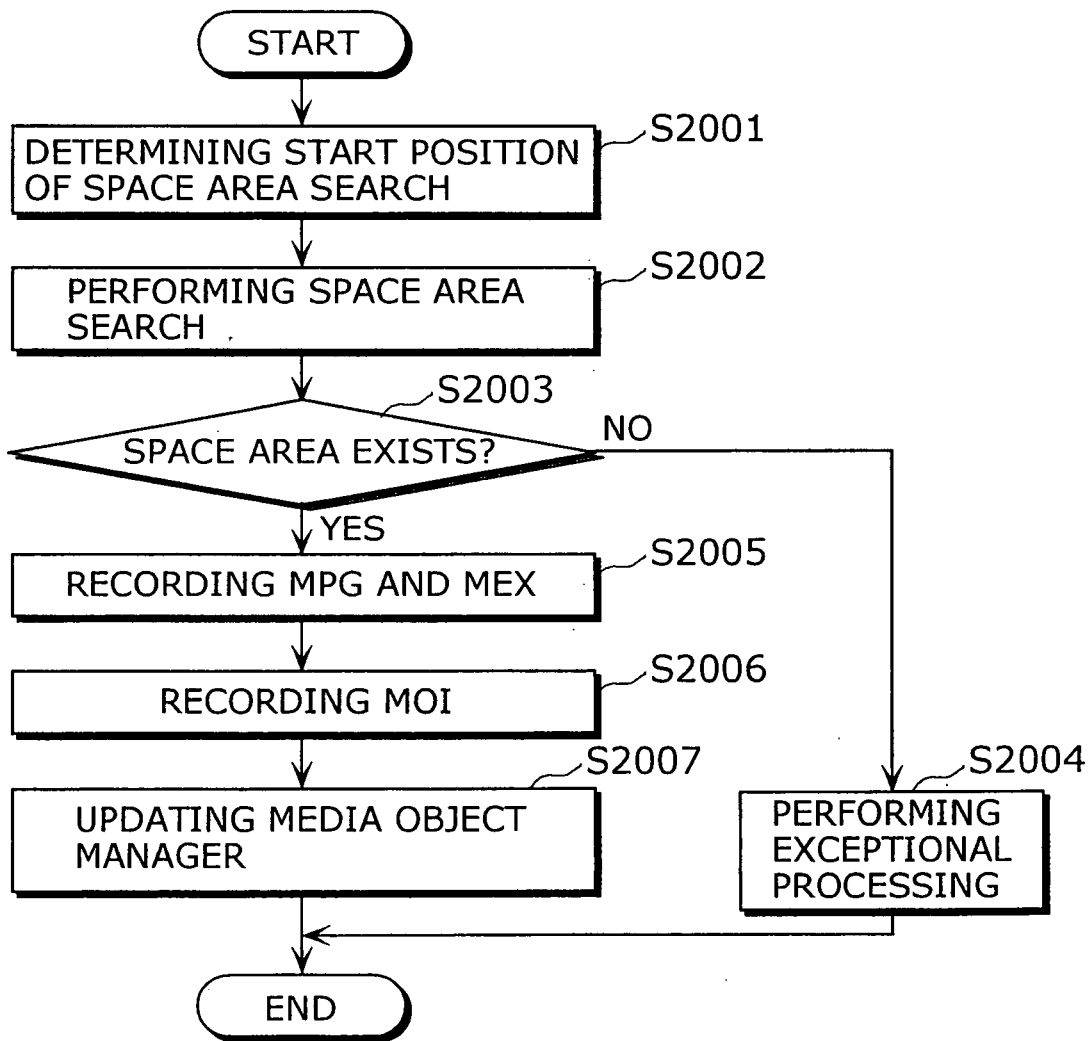 START
S2001
DETERMINING START POSITION
OF SPACE AREA SEARCH
S2002
PERFORMING SPACE AREA
SEARCH
S2003
SPACE AREA EXISTS?
NO
YES
S2005
RECORDING MPG AND MEX
S2006
RECORDING MOI
S2007
UPDATING MEDIA OBJECT
MANAGER
S2004
PERFORMING
EXCEPTIONAL
PROCESSING
END